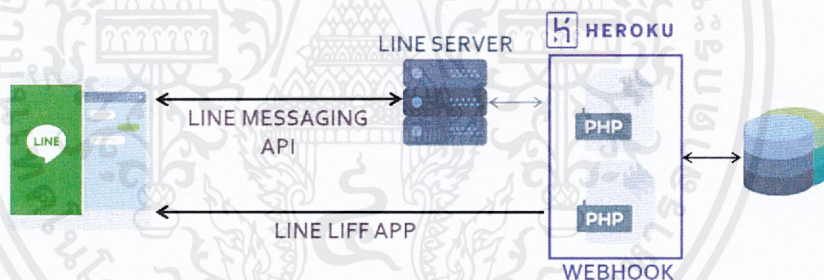 HEROKU
LINE SERVER
LINE
LINE MESSAGING
API
PHP
PHP
LINE LIFF APP
WEBHOOK